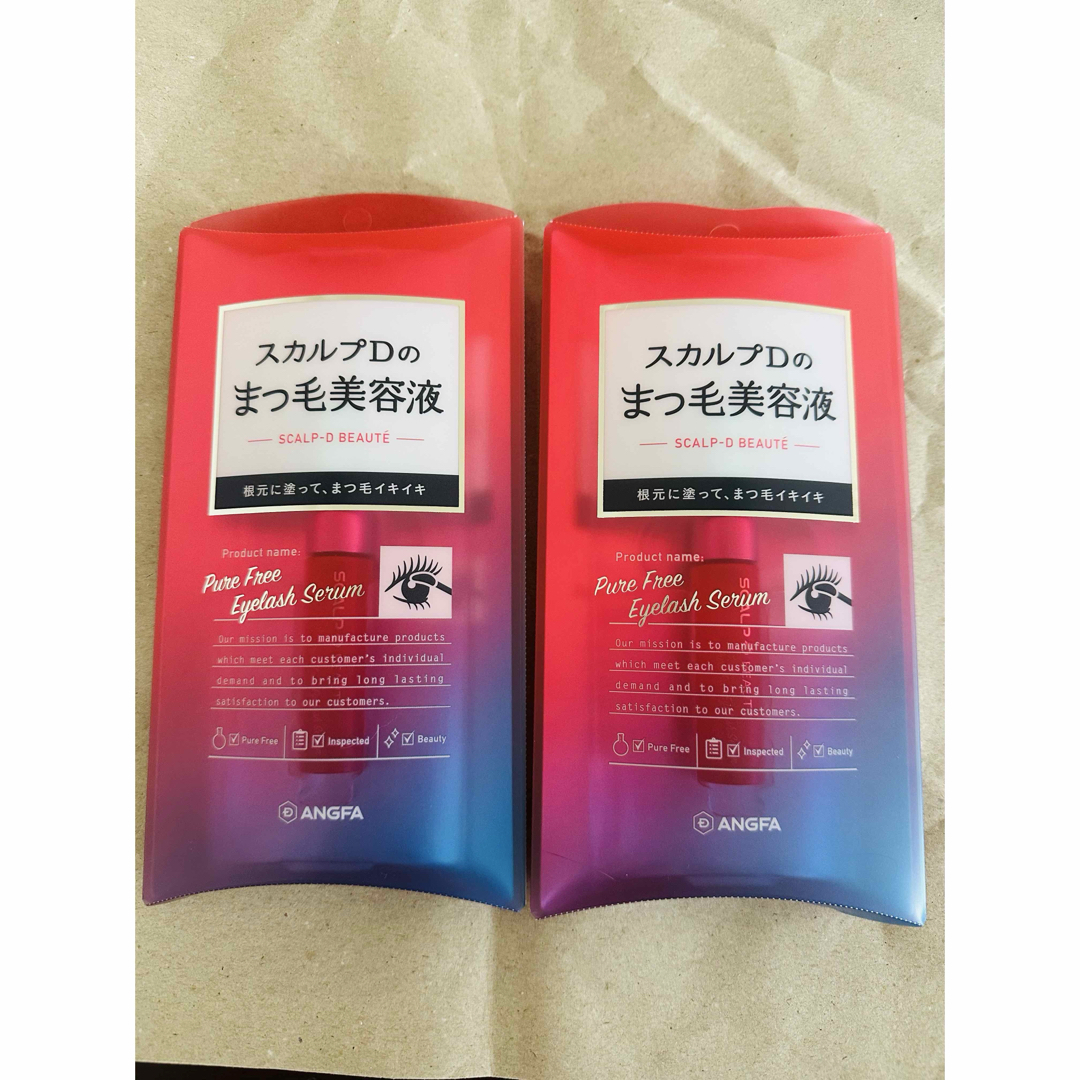 スカルプDの
まつ毛美容液
SCALP-D BEAUTÉ
根元に塗って、まつ毛イキイキ
Product name:
Pure Free
Eyelash Serum
Our mission is to manufacture products
which meet each customer's individual
demand and to bring long lasting
satisfaction to our customers.
Pure Free
Inspected
Beauty
ANGFA
スカルプDの
まつ毛美容液
SCALP-D BEAUTÉ
根元に塗って、まつ毛イキイキ
Product name:
Pure Free
Eyelash Serum
Our mission is to manufacture products
which meet each customer's individual
demand and to bring long lasting
satisfaction to our customers.
Pure Free
Inspected
Beauty
ANGFA